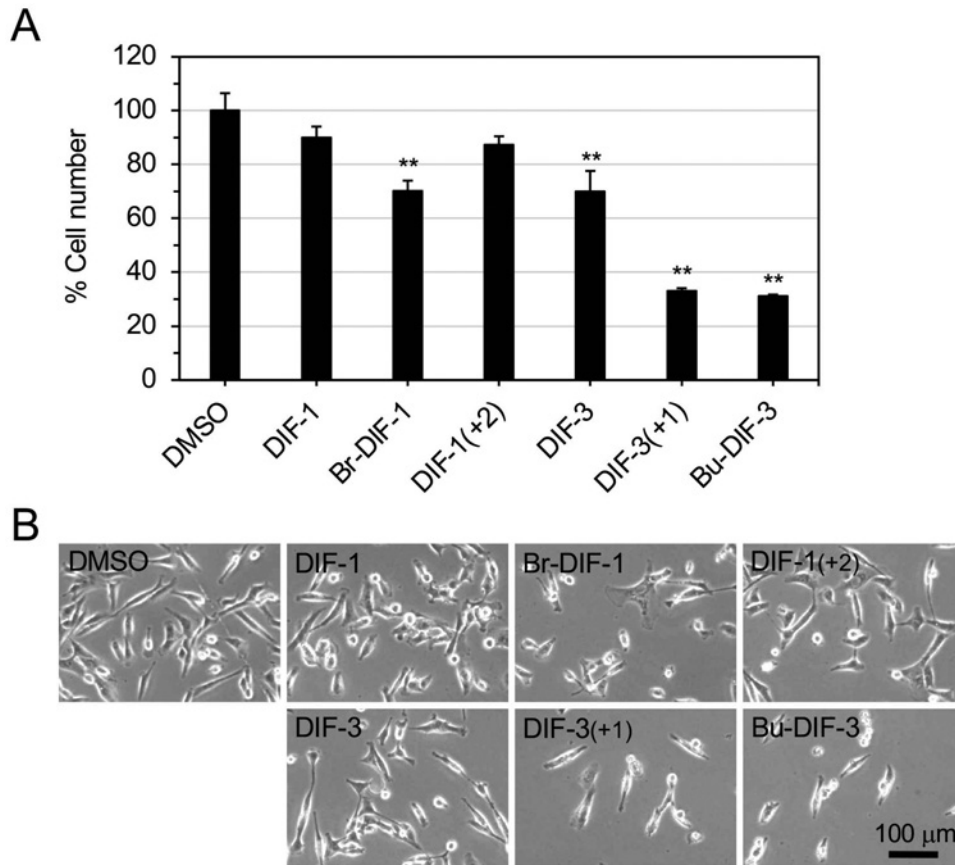 A
120
100
80
60
40
20
0
% Cell number
**
**
**
**
DMSO
DIF-1
Br-DIF-1
DIF-1(+2)
DIF-3
DIF-3(+1)
Bu-DIF-3
B
DMSO
DIF-1
Br-DIF-1
DIF-1(+2)
DIF-3
DIF-3(+1)
Bu-DIF-3
100 μm